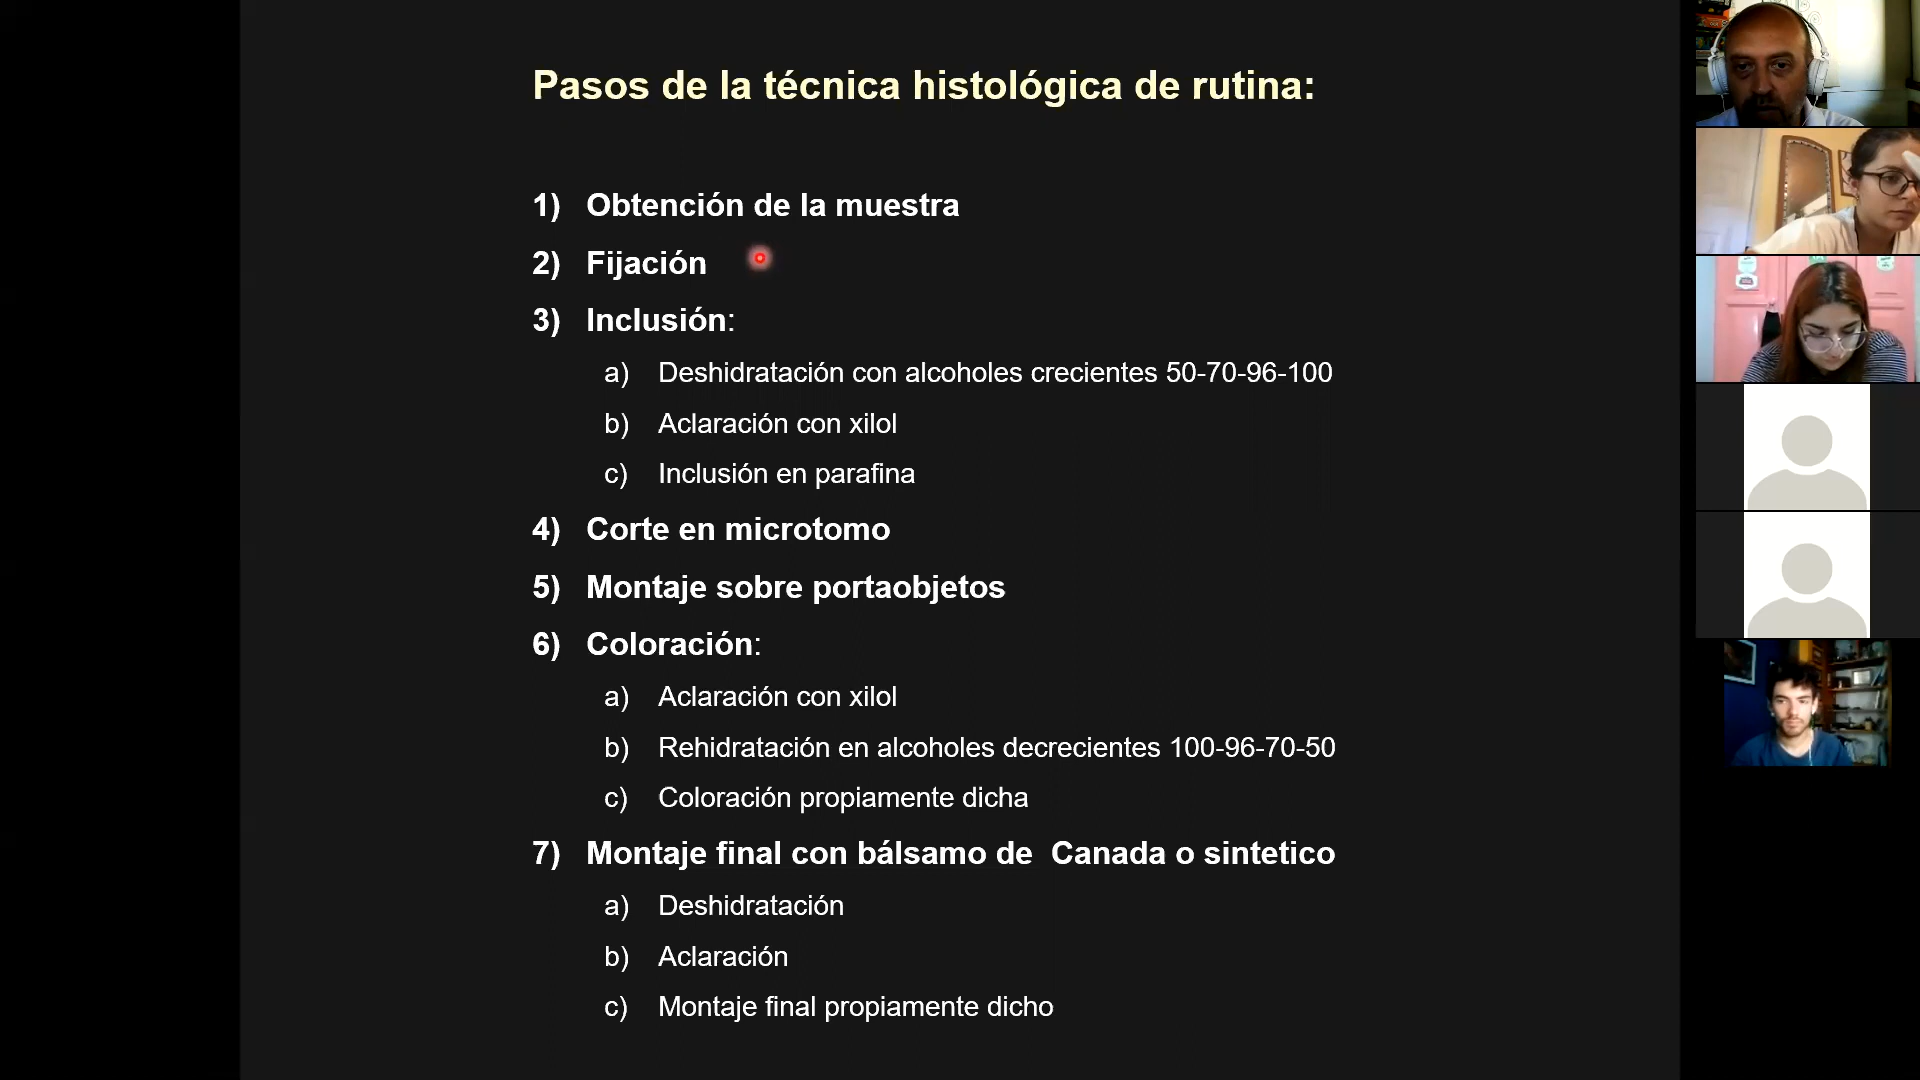 Pasos de la técnica histológica de rutina:
1) Obtención de la muestra
2) Fijación
3) Inclusión:
a) Deshidratación con alcoholes crecientes 50-70-96-100
b) Aclaración con xilol
c) Inclusión en parafina
4) Corte en microtomo
5) Montaje sobre portaobjetos
6) Coloración:
a) Aclaración con xilol
b) Rehidratación en alcoholes decrecientes 100-96-70-50
c) Coloración propiamente dicha
7) Montaje final con bálsamo de  Canada o sintetico
a) Deshidratación
b) Aclaración
c) Montaje final propiamente dicho